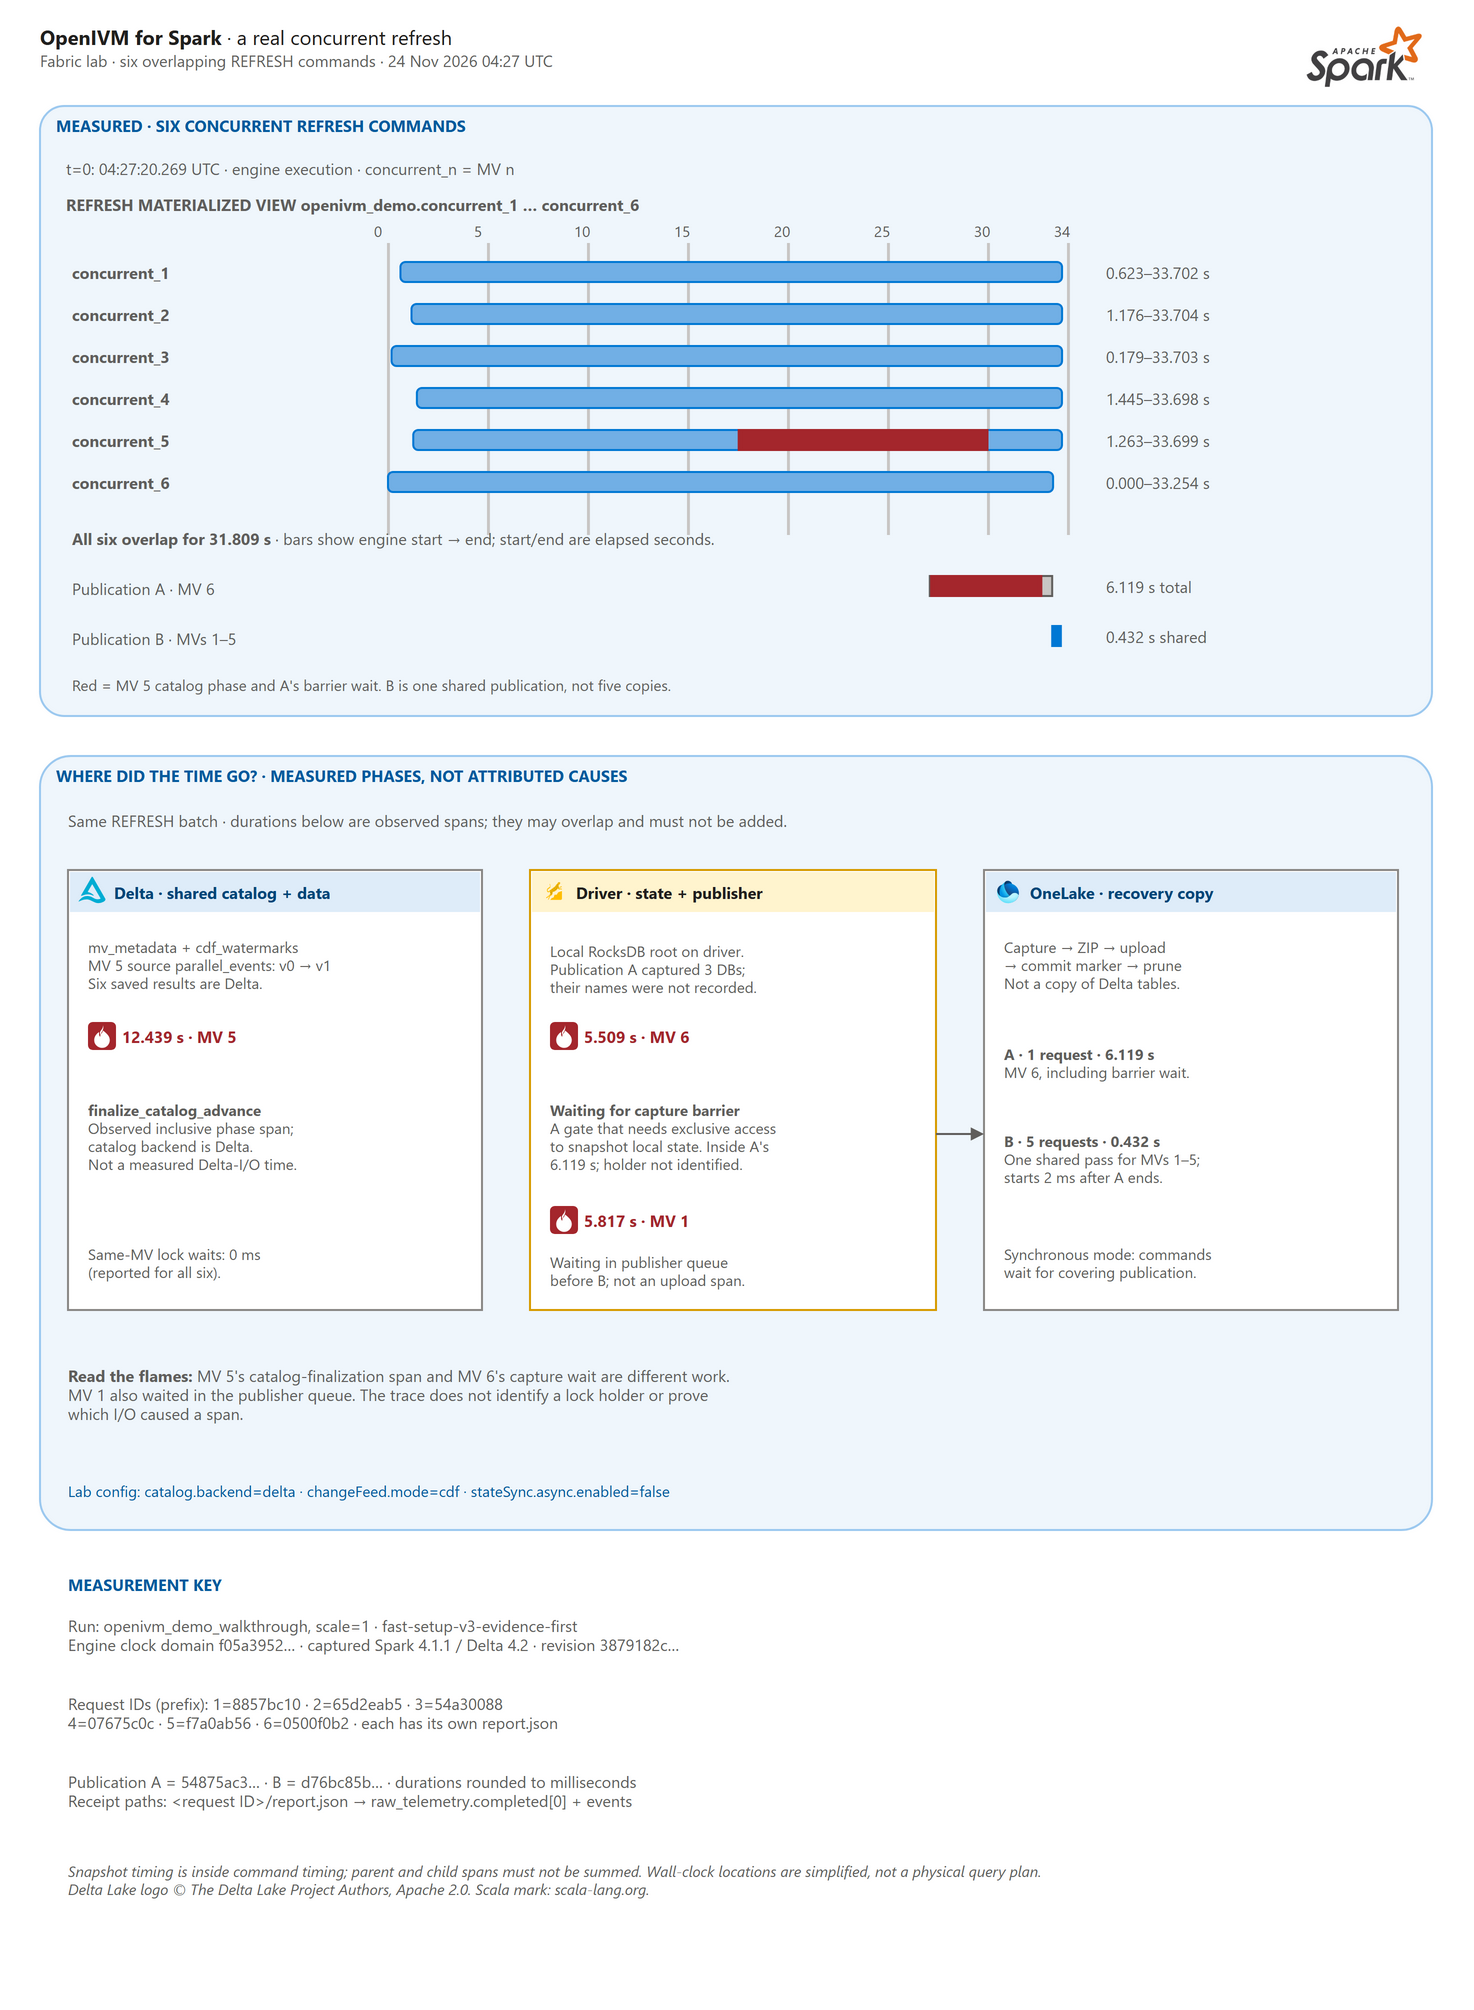 OpenIVM for Spark · a real concurrent refresh
Fabric lab · six overlapping REFRESH commands · 24 Nov 2026 04:27 UTC
APACHE
Spark™
MEASURED · SIX CONCURRENT REFRESH COMMANDS
t=0: 04:27:20.269 UTC · engine execution · concurrent_n = MV n
REFRESH MATERIALIZED VIEW openivm_demo.concurrent_1 ... concurrent_6
0 5 10 15 20 25 30 34
concurrent_1 0.623–33.702 s
concurrent_2 1.176–33.704 s
concurrent_3 0.179–33.703 s
concurrent_4 1.445–33.698 s
concurrent_5 1.263–33.699 s
concurrent_6 0.000–33.254 s
All six overlap for 31.809 s · bars show engine start → end; start/end are elapsed seconds.
Publication A · MV 6 6.119 s total
Publication B · MVs 1–5 0.432 s shared
Red = MV 5 catalog phase and A's barrier wait. B is one shared publication, not five copies.
WHERE DID THE TIME GO? · MEASURED PHASES, NOT ATTRIBUTED CAUSES
Same REFRESH batch · durations below are observed spans; they may overlap and must not be added.
Delta · shared catalog + data
mv_metadata + cdf_watermarks
MV 5 source parallel_events: v0 → v1
Six saved results are Delta.
12.439 s · MV 5
finalize_catalog_advance
Observed inclusive phase span;
catalog backend is Delta.
Not a measured Delta-I/O time.
Same-MV lock waits: 0 ms
(reported for all six).
Driver · state + publisher
Local RocksDB root on driver.
Publication A captured 3 DBs;
their names were not recorded.
5.509 s · MV 6
Waiting for capture barrier
A gate that needs exclusive access
to snapshot local state. Inside A's
6.119 s; holder not identified.
5.817 s · MV 1
Waiting in publisher queue
before B; not an upload span.
OneLake · recovery copy
Capture → ZIP → upload
→ commit marker → prune
Not a copy of Delta tables.
A · 1 request · 6.119 s
MV 6, including barrier wait.
B · 5 requests · 0.432 s
One shared pass for MVs 1–5;
starts 2 ms after A ends.
Synchronous mode: commands
wait for covering publication.
Read the flames: MV 5's catalog-finalization span and MV 6's capture wait are different work.
MV 1 also waited in the publisher queue. The trace does not identify a lock holder or prove
which I/O caused a span.
Lab config: catalog.backend=delta · changeFeed.mode=cdf · stateSync.async.enabled=false
MEASUREMENT KEY
Run: openivm_demo_walkthrough, scale=1 · fast-setup-v3-evidence-first
Engine clock domain f05a3952... · captured Spark 4.1.1 / Delta 4.2 · revision 3879182c...
Request IDs (prefix): 1=8857bc10 · 2=65d2eab5 · 3=54a30088
4=07675c0c · 5=f7a0ab56 · 6=0500f0b2 · each has its own report.json
Publication A = 54875ac3... · B = d76bc85b... · durations rounded to milliseconds
Receipt paths: <request ID>/report.json → raw_telemetry.completed[0] + events
Snapshot timing is inside command timing; parent and child spans must not be summed. Wall-clock locations are simplified, not a physical query plan.
Delta Lake logo © The Delta Lake Project Authors, Apache 2.0. Scala mark: scala-lang.org.